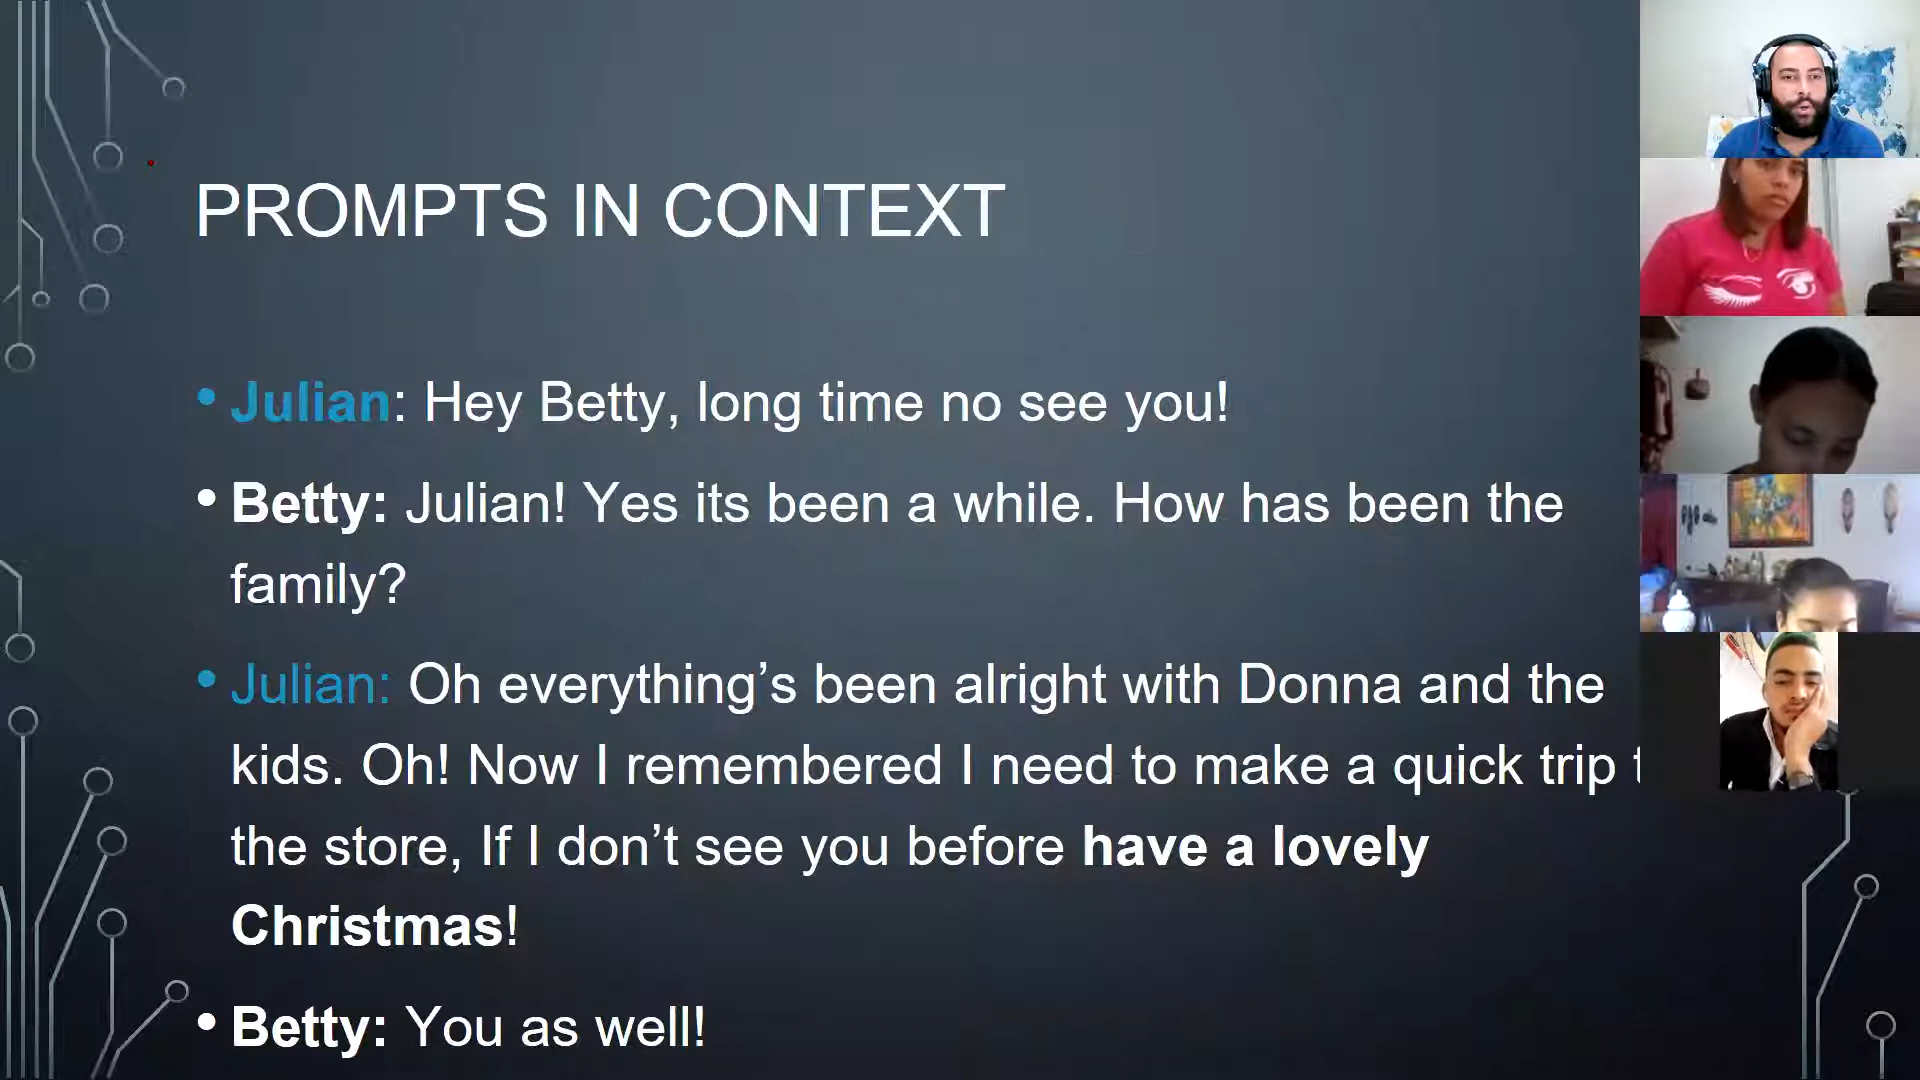 PROMPTS IN CONTEXT
• Julian: Hey Betty, long time no see you!
• Betty: Julian! Yes its been a while. How has been the
family?
• Julian: Oh everything’s been alright with Donna and the
kids. Oh! Now I remembered I need to make a quick trip
the store, If I don’t see you before have a lovely
Christmas!
• Betty: You as well!